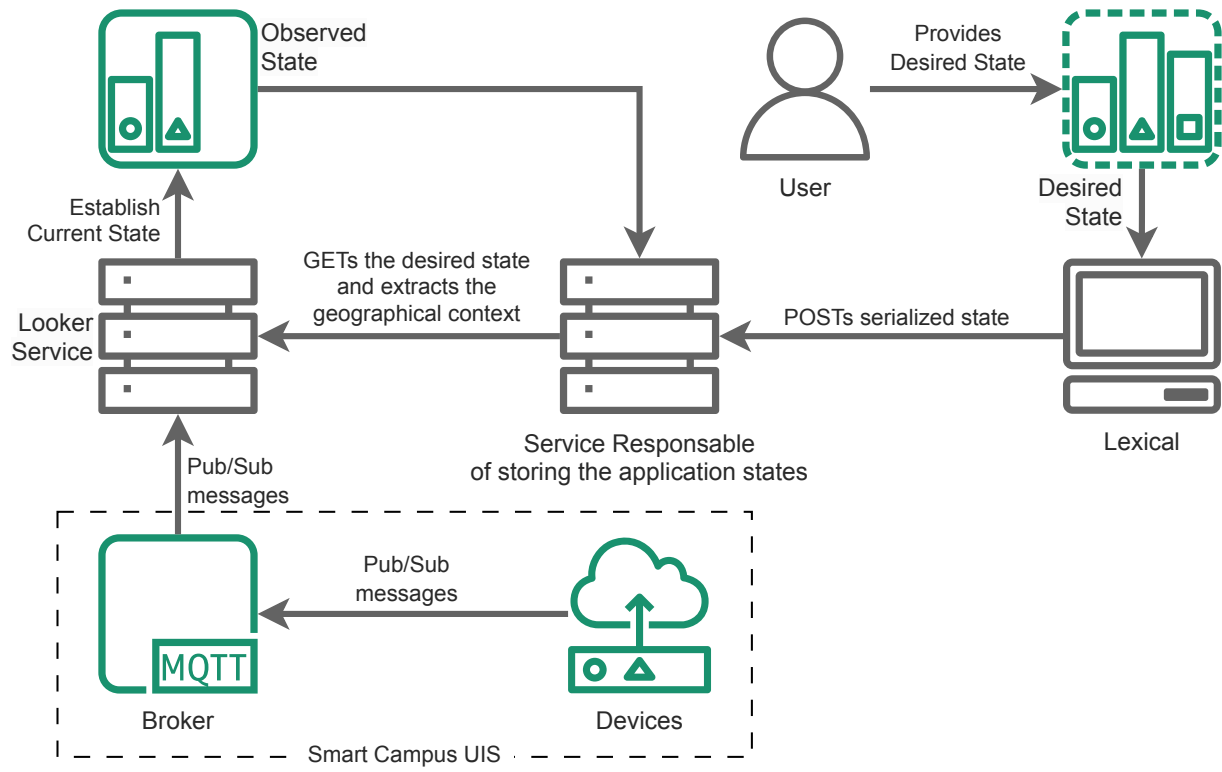 Observed
State
Provides
Desired State
User
Desired
State
Establish
Current State
GETs the desired state
and extracts the
geographical context
POSTs serialized state
Looker
Service
Service Responsable
of storing the application states
Lexical
Pub/Sub
messages
Pub/Sub
messages
MQTT
Broker
Devices
Smart Campus UIS